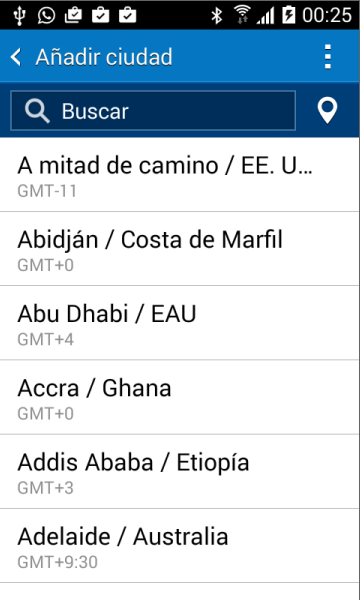 00:25
Añadir ciudad
Buscar
A mitad de camino / EE. U...
GMT-11
Abidján / Costa de Marfil
GMT+0
Abu Dhabi / EAU
GMT+4
Accra / Ghana
GMT+0
Addis Ababa / Etiopía
GMT+3
Adelaide / Australia
GMT+9:30